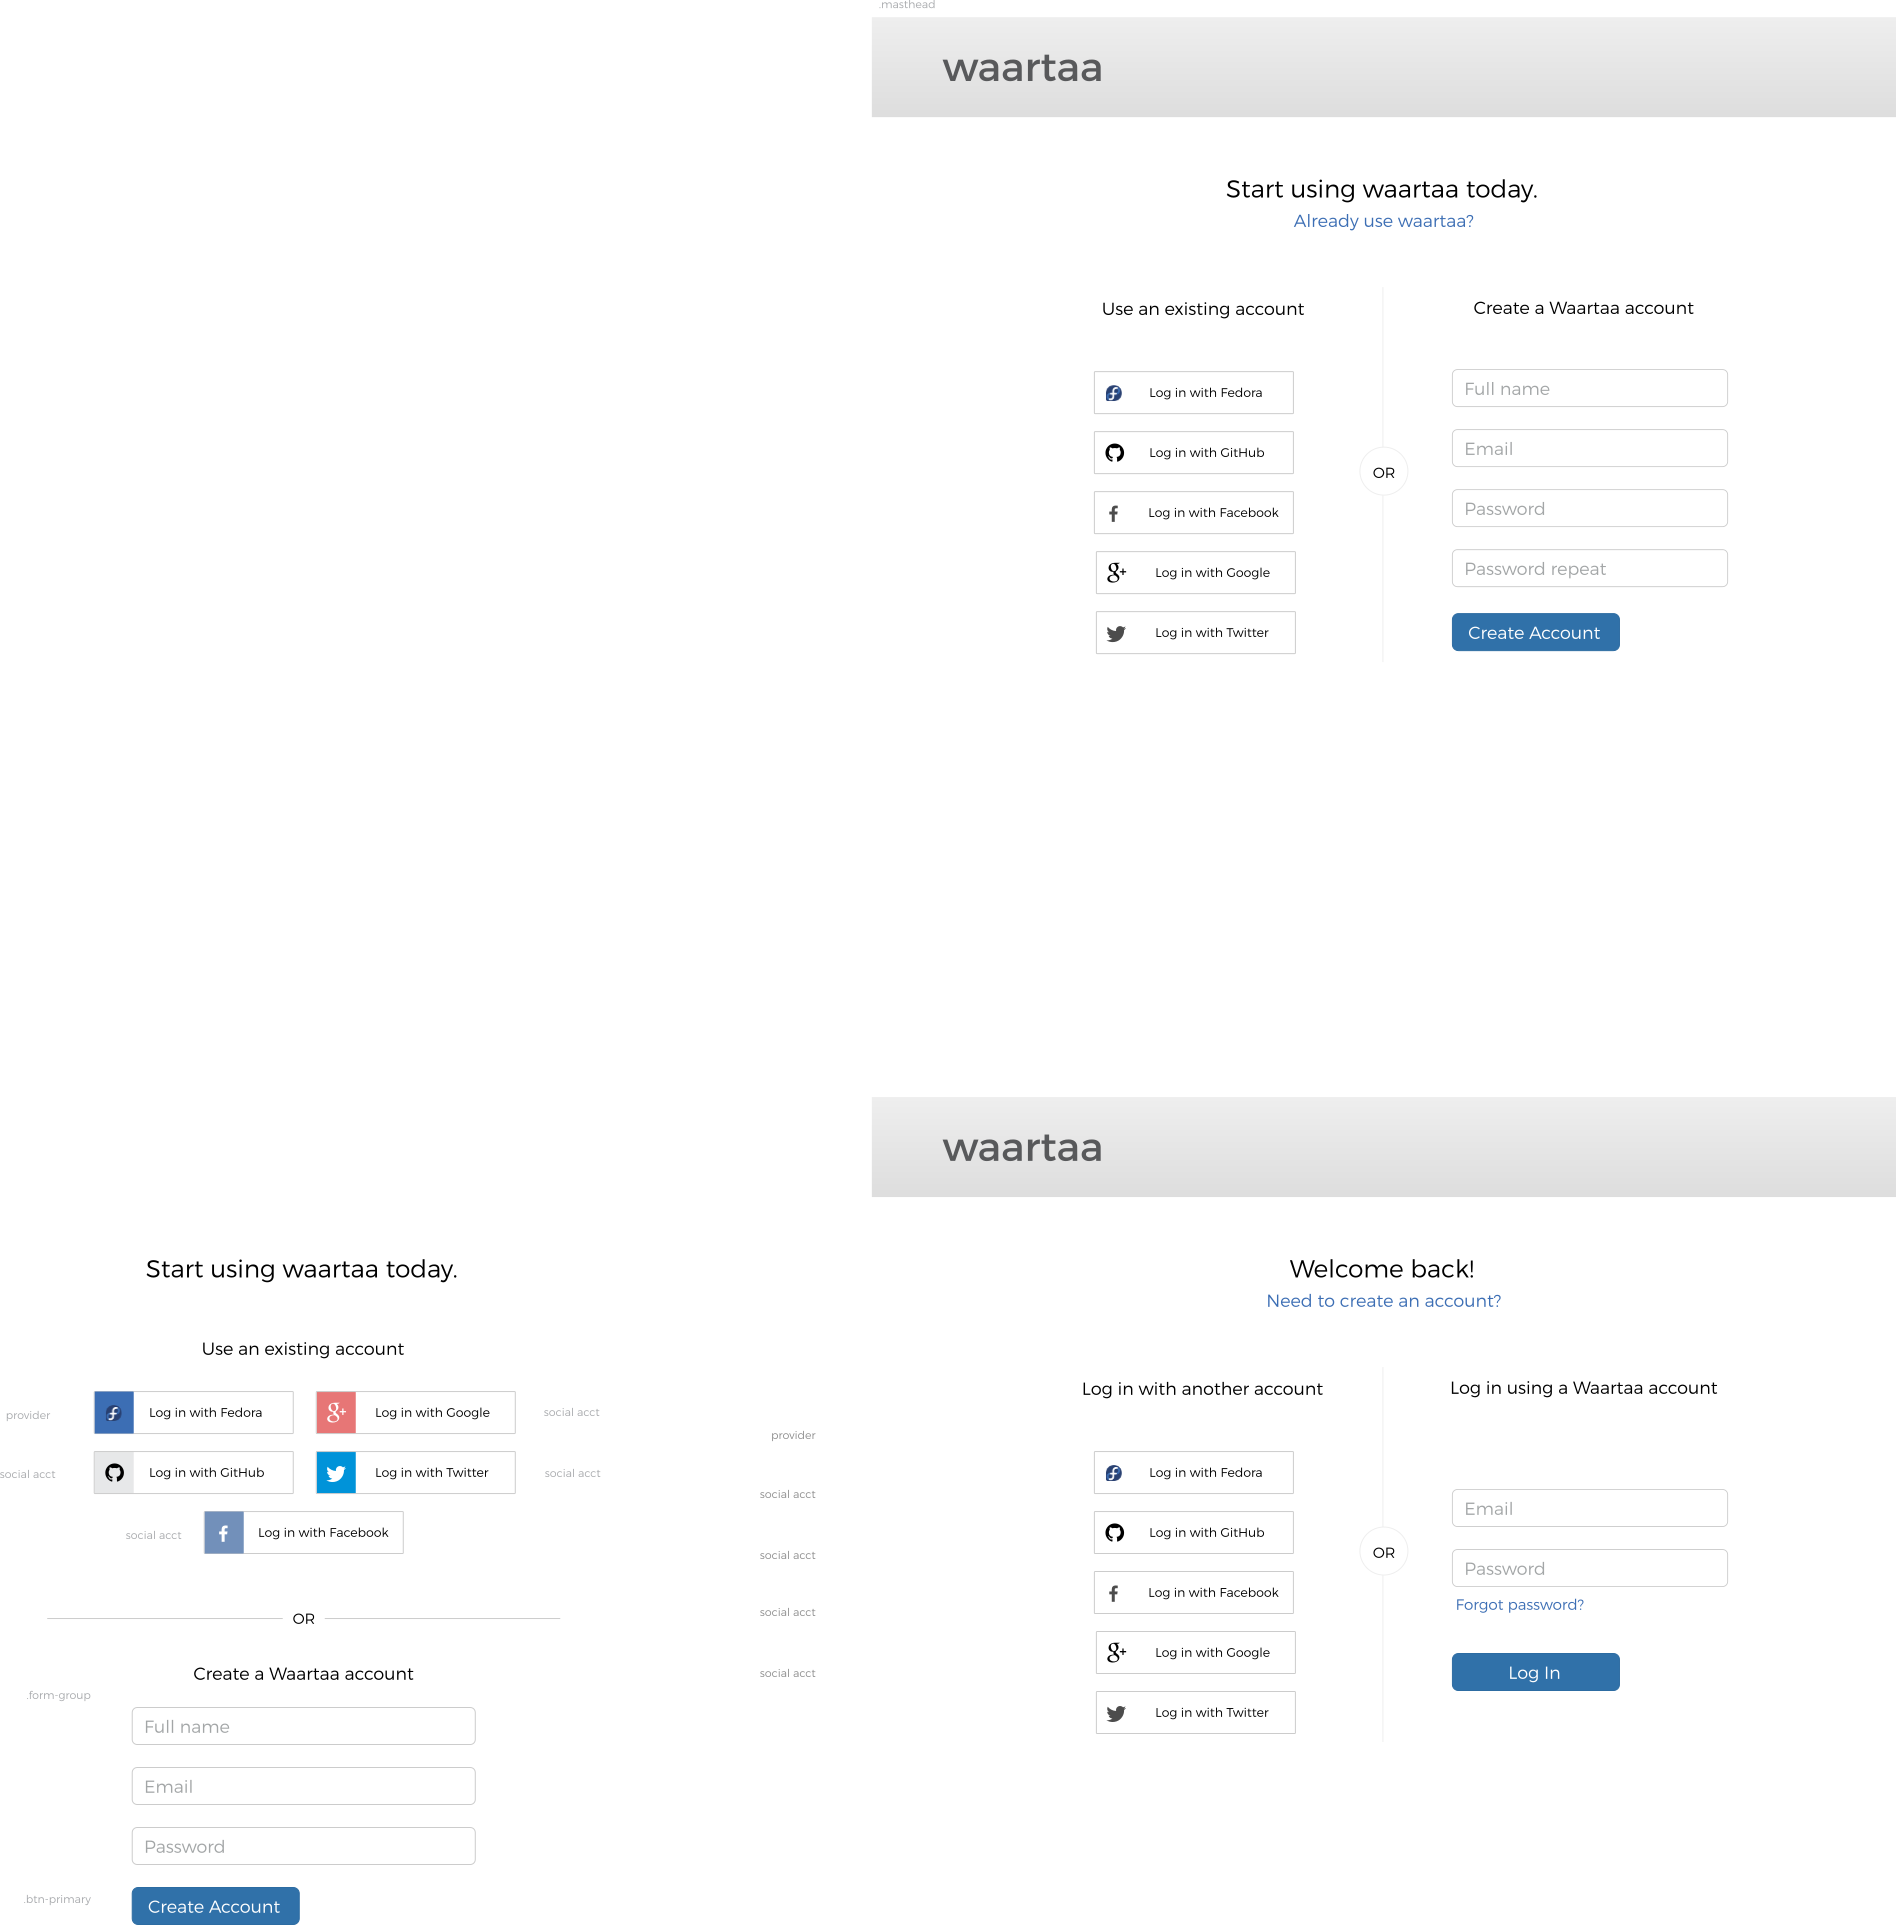 .masthead
waartaa
Start using waartaa today.
Already use waartaa?
Use an existing account
Log in with Fedora
Log in with GitHub
Log in with Facebook
Log in with Google
Log in with Twitter
OR
Create a Waartaa account
Full name
Email
Password
Password repeat
Create Account
Start using waartaa today.
Use an existing account
provider
Log in with Fedora
Log in with Google
social acct
social acct
Log in with GitHub
Log in with Twitter
social acct
social acct
Log in with Facebook
OR
Create a Waartaa account
.form-group
Full name
Email
Password
.btn-primary
Create Account
waartaa
Welcome back!
Need to create an account?
Log in with another account
provider
social acct
social acct
social acct
social acct
Log in with Fedora
Log in with GitHub
Log in with Facebook
Log in with Google
Log in with Twitter
OR
Log in using a Waartaa account
Email
Password
Forgot password?
Log In